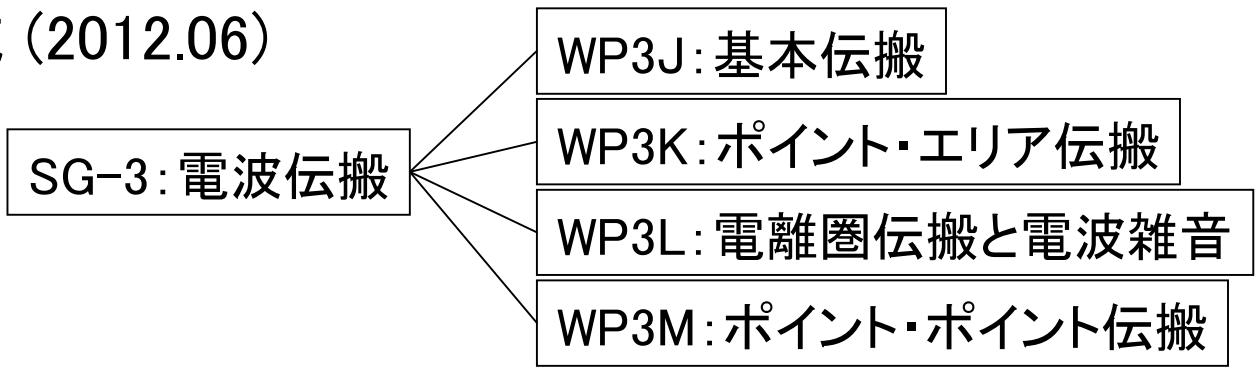 (2012.06)
SG-3:電波伝搬
WP3J:基本伝搬
WP3K:ポイント・エリア伝搬
WP3L:電離圏伝搬と電波雑音
WP3M:ポイント・ポイント伝搬